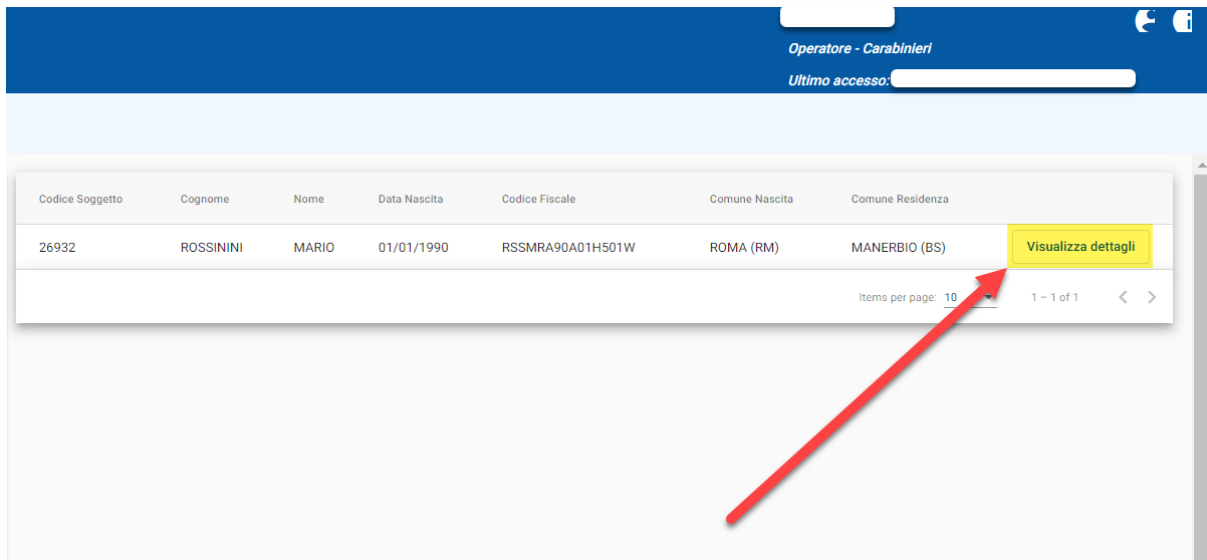 Operatore - Carabinieri
Ultimo accesso:
Codice Soggetto Cognome Nome Data Nascita Codice Fiscale Comune Nascita Comune Residenza
26932 ROSSININI MARIO 01/01/1990 RSSMRA90A01H501W ROMA (RM) MANERBIO (BS) Visualizza dettagli
Items per page: 10 1 – 1 of 1